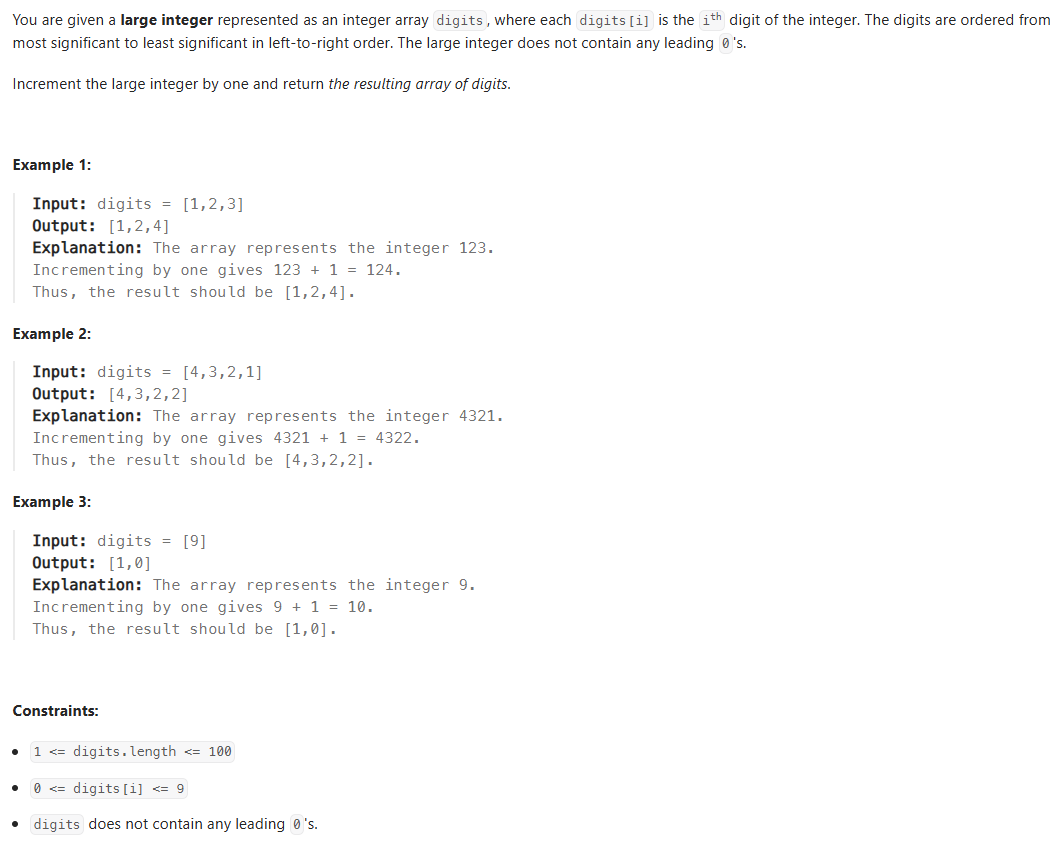 You are given a large integer represented as an integer array digits, where each digits[i] is the ith digit of the integer. The digits are ordered from
most significant to least significant in left-to-right order. The large integer does not contain any leading 0's.
Increment the large integer by one and return the resulting array of digits.
Example 1:
Input: digits = [1,2,3]
Output: [1,2,4]
Explanation: The array represents the integer 123.
Incrementing by one gives 123 + 1 = 124.
Thus, the result should be [1,2,4].
Example 2:
Input: digits = [4,3,2,1]
Output: [4,3,2,2]
Explanation: The array represents the integer 4321.
Incrementing by one gives 4321 + 1 = 4322.
Thus, the result should be [4,3,2,2].
Example 3:
Input: digits = [9]
Output: [1,0]
Explanation: The array represents the integer 9.
Incrementing by one gives 9 + 1 = 10.
Thus, the result should be [1,0].
Constraints:
• 1 <= digits.length <= 100
• 0 <= digits[i] <= 9
• digits does not contain any leading 0's.